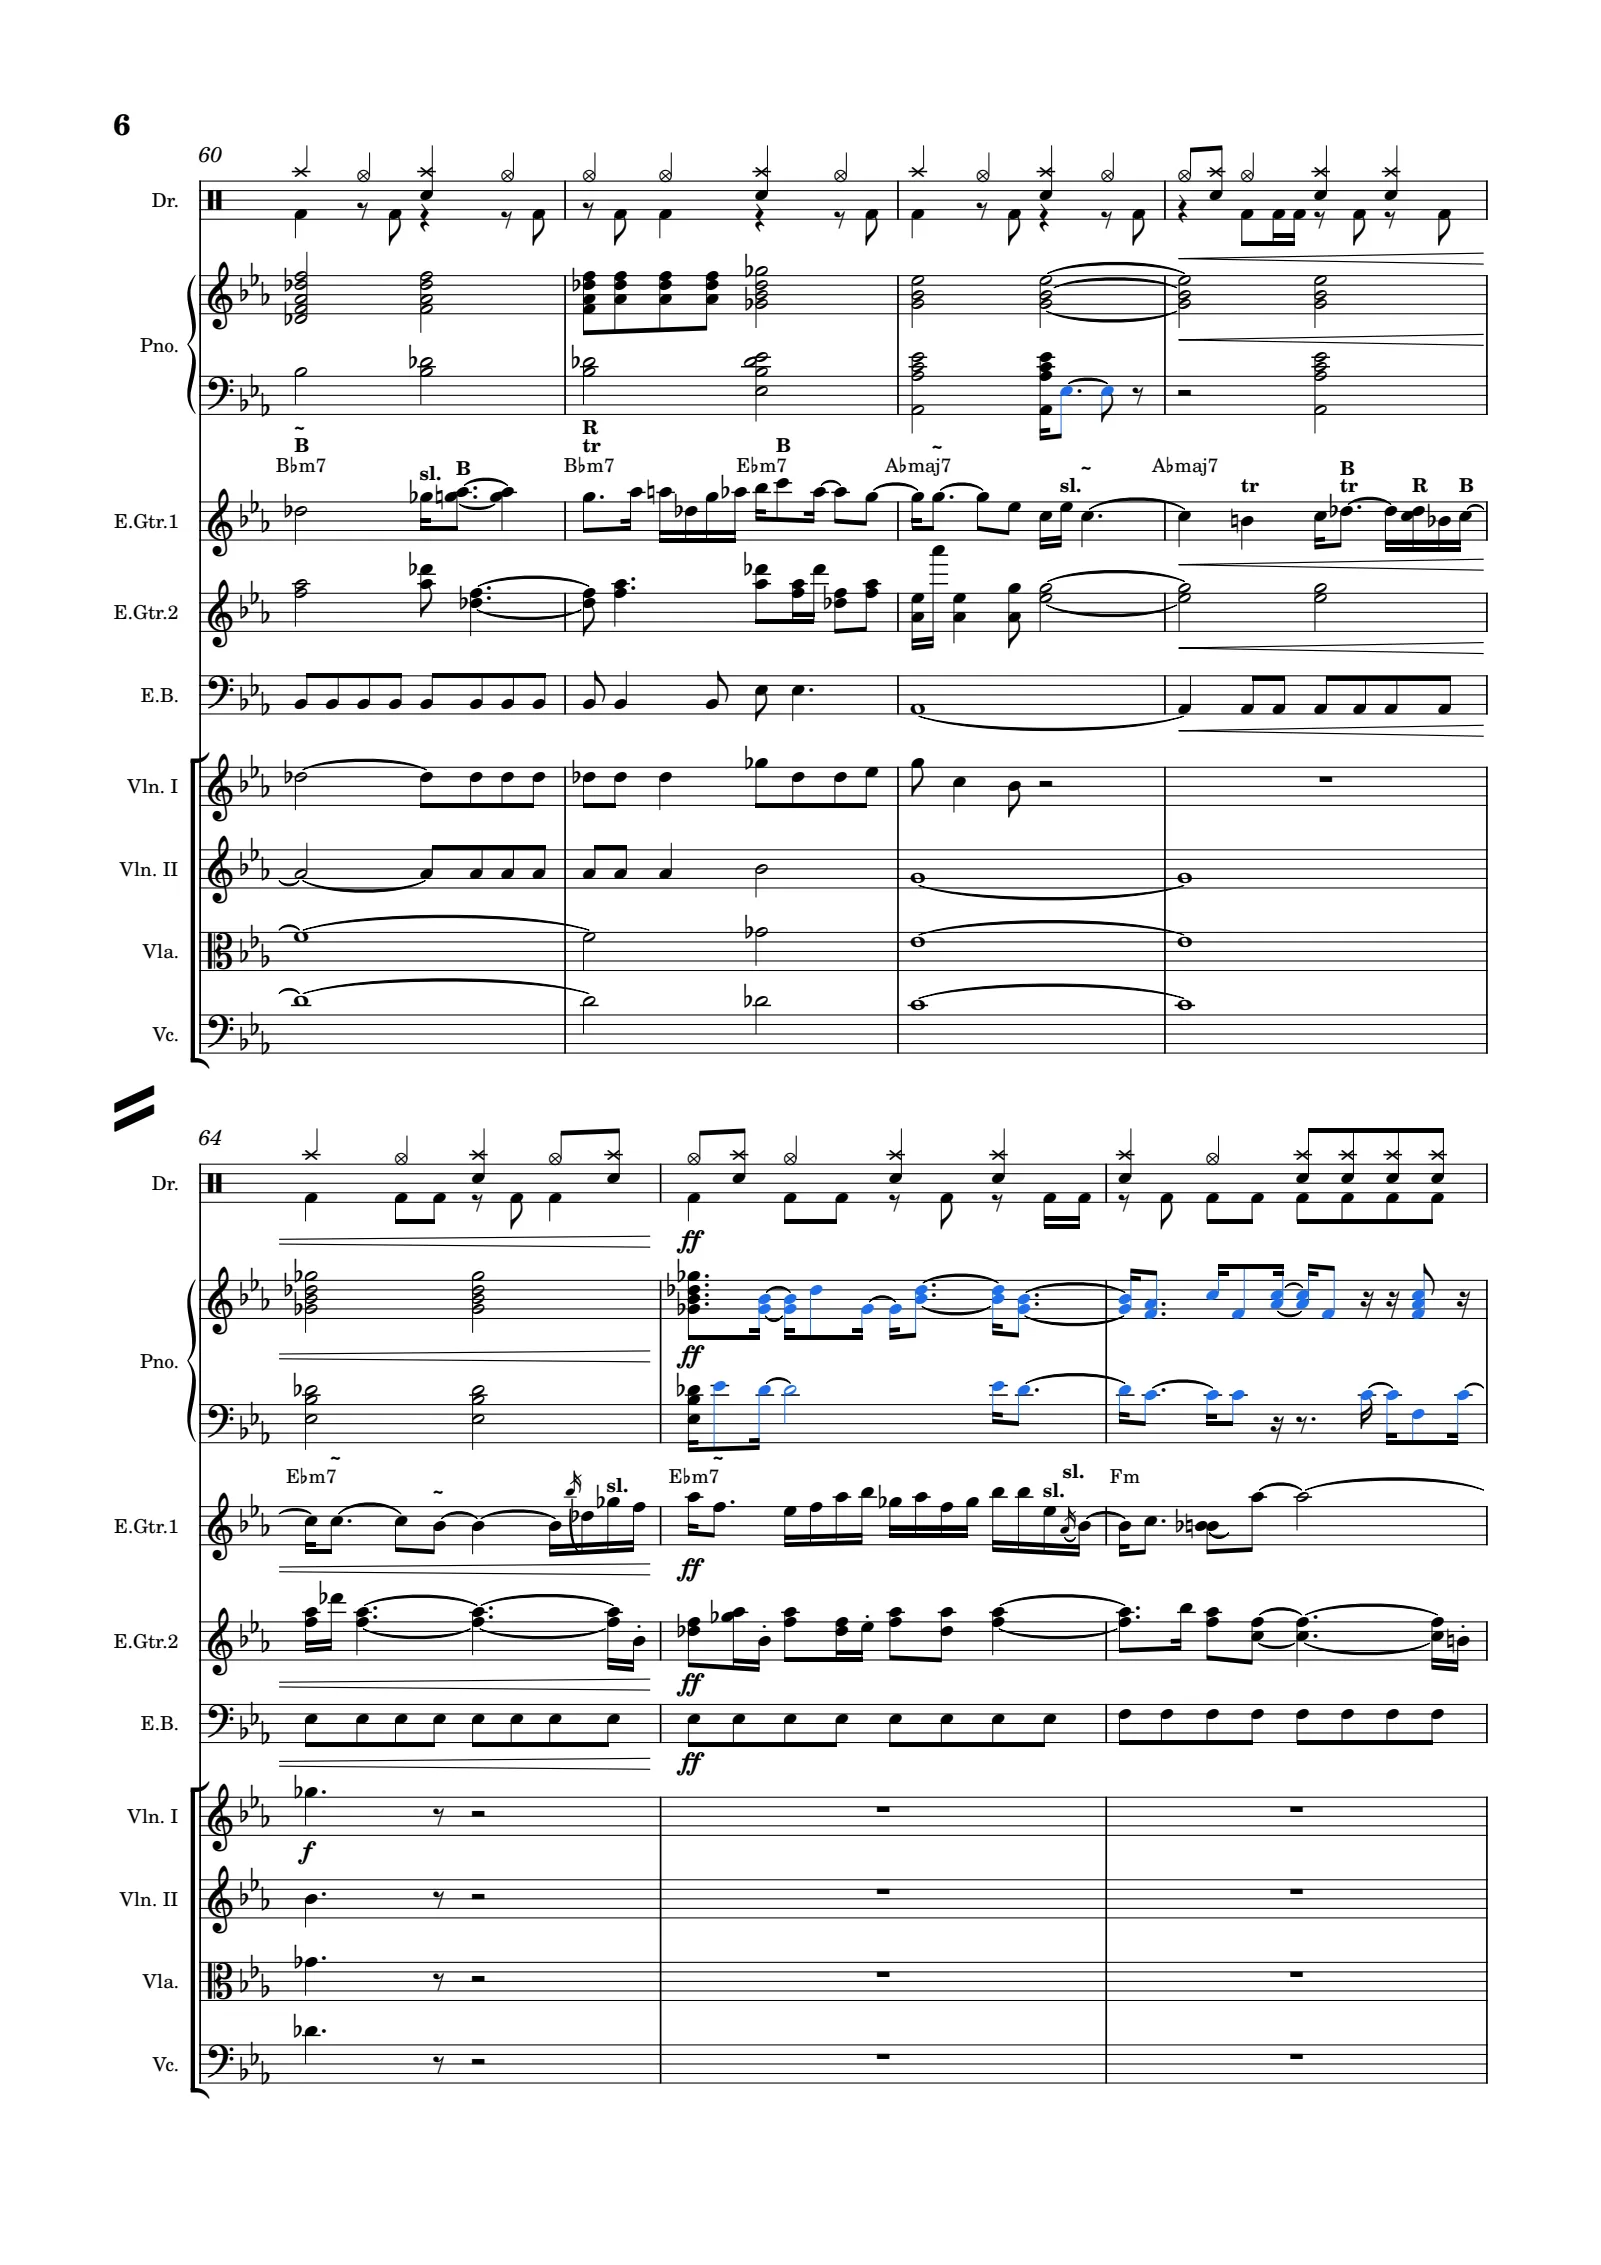 6
60
Dr.
Pno.
~ R
B tr B ~
B♭m7 sl. B B♭m7 E♭m7 A♭maj7 ~ A♭maj7 B
sl. tr tr R B
E.Gtr.1
E.Gtr.2
E.B.
Vln. I
Vln. II
Vla.
Vc.
64
Dr.
ff
Pno.
ff
~ ~
E♭m7 ~ sl. E♭m7 sl. sl. Fm
E.Gtr.1
ff
E.Gtr.2
ff
E.B.
ff
Vln. I
f
Vln. II
Vla.
Vc.